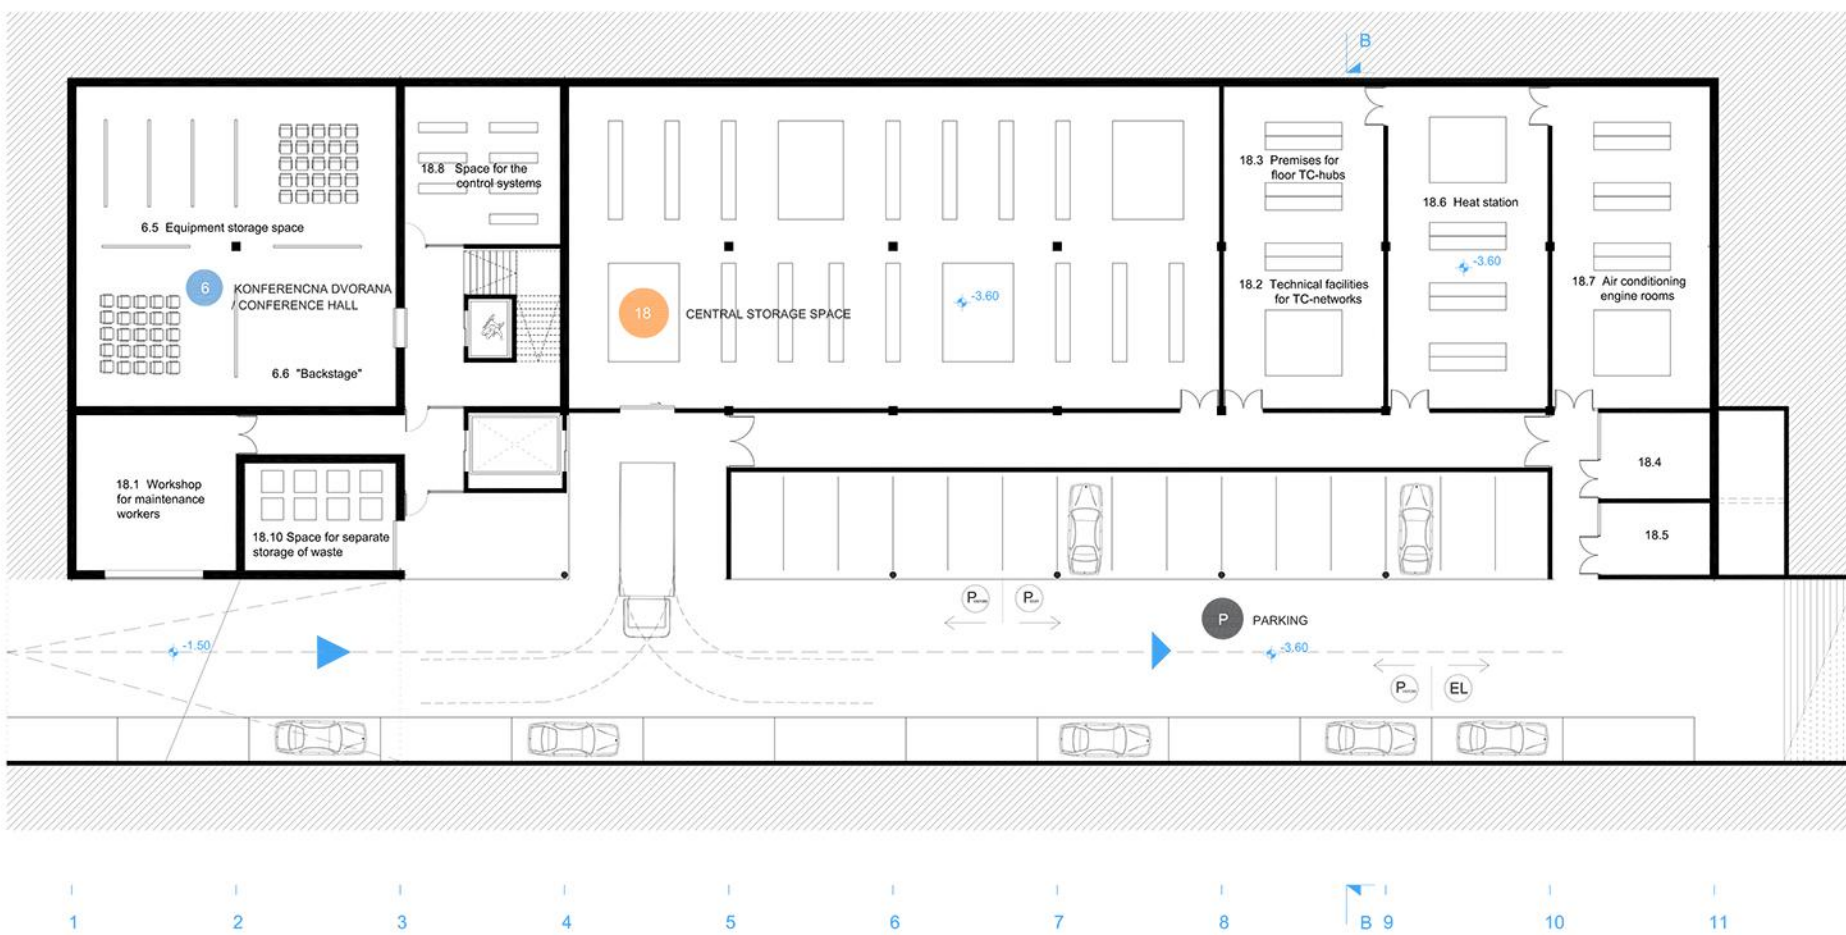 B
18.8 Space for the
control systems
18.3 Premises for
floor TC-hubs
18.6 Heat station
6.5 Equipment storage space
6
KONFERENCNA DVORANA
/ CONFERENCE HALL
18
CENTRAL STORAGE SPACE
-3.60
-3.60
18.2 Technical facilities
for TC-networks
18.7 Air conditioning
engine rooms
6.6 "Backstage"
18.1 Workshop
for maintenance
workers
18.10 Space for separate
storage of waste
18.4
18.5
P
P
P
PARKING
-1.50
-3.60
P
EL
1
2
3
4
5
6
7
8
B
9
10
11